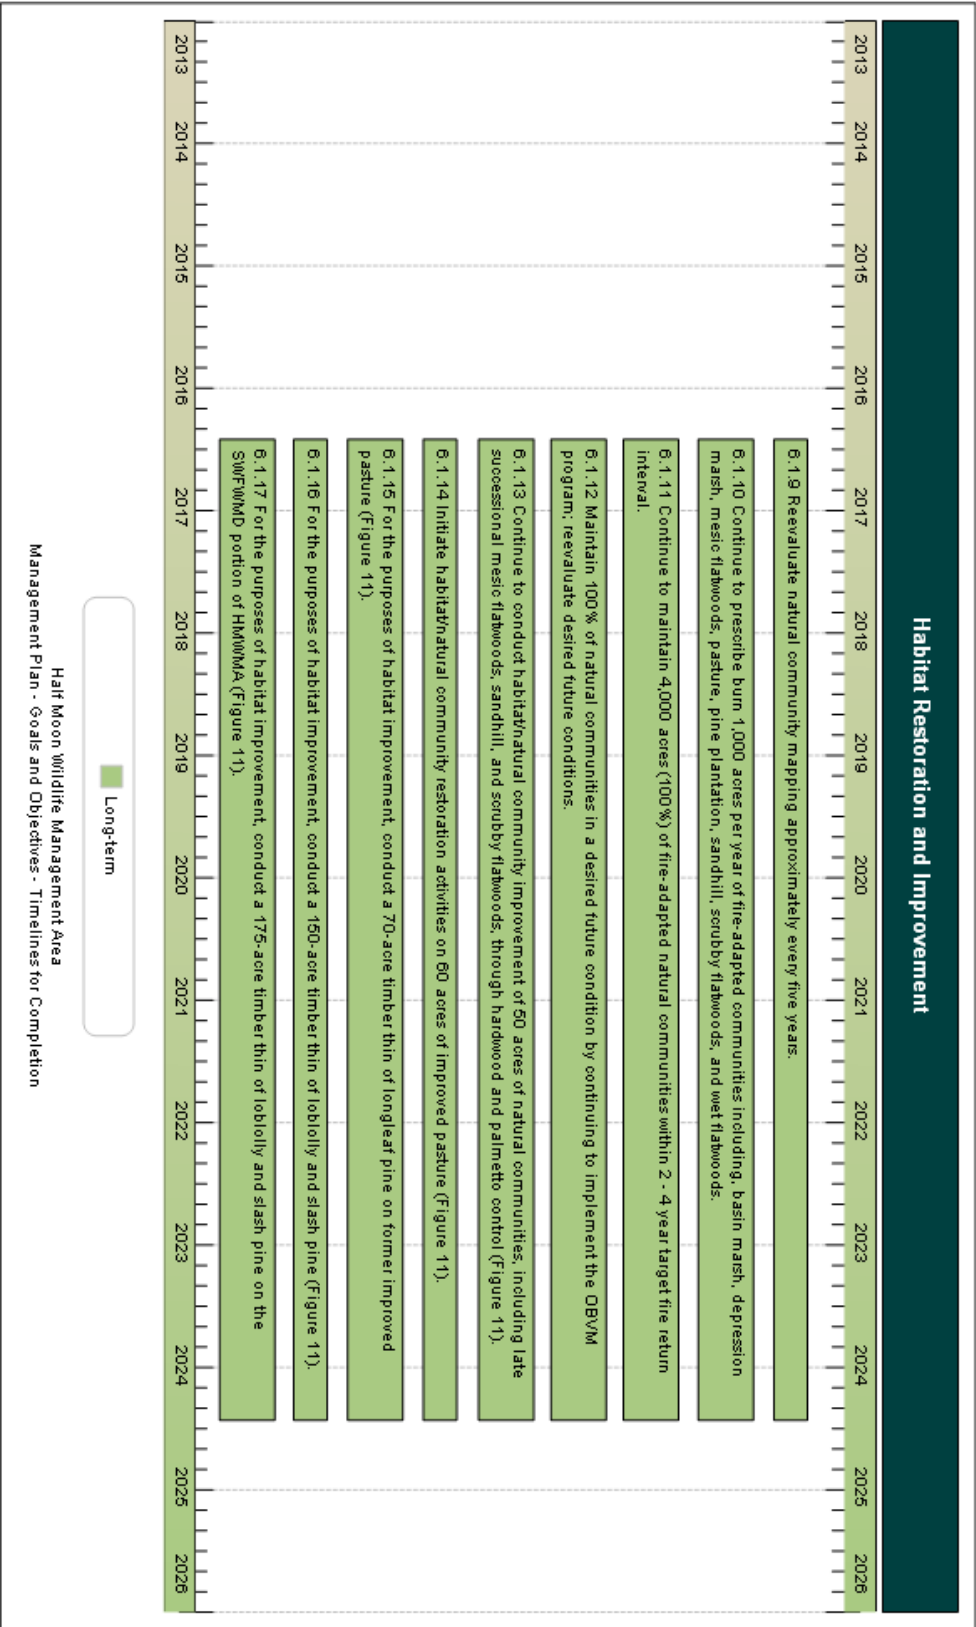 Habitat Restoration and Improvement
2013 2014 2015 2016 2017 2018 2019 2020 2021 2022 2023 2024 2025 2026
6.1.9 Reevaluate natural community mapping approximately every five years.
6.1.10 Continue to prescribe burn 1,000 acres per year of fire-adapted communities including, basin marsh, depression
marsh, mesic flatwoods, pasture, pine plantation, sandhill, scrubby flatwoods, and wet flatwoods.
6.1.11 Continue to maintain 4,000 acres (100%) of fire-adapted natural communities within 2 - 4 year target fire return
interval.
6.1.12 Maintain 100% of natural communities in a desired future condition by continuing to implement the OBVM
program; reevaluate desired future conditions.
6.1.13 Continue to conduct habitat/natural community improvement of 50 acres of natural communities, including late
successional mesic flatwoods, sandhill, and scrubby flatwoods, through hardwood and palmetto control (Figure 11).
6.1.14 Initiate habitat/natural community restoration activities on 60 acres of improved pasture (Figure 11).
6.1.15 For the purposes of habitat improvement, conduct a 70-acre timber thin of longleaf pine on former improved
pasture (Figure 11).
6.1.16 For the purposes of habitat improvement, conduct a 150-acre timber thin of loblolly and slash pine (Figure 11).
6.1.17 For the purposes of habitat improvement, conduct a 175-acre timber thin of loblolly and slash pine on the
SWFWMD portion of HMWMA (Figure 11).
2013 2014 2015 2016 2017 2018 2019 2020 2021 2022 2023 2024 2025 2026
Long-term
Half Moon Wildlife Management Area
Management Plan - Goals and Objectives - Timelines for Completion